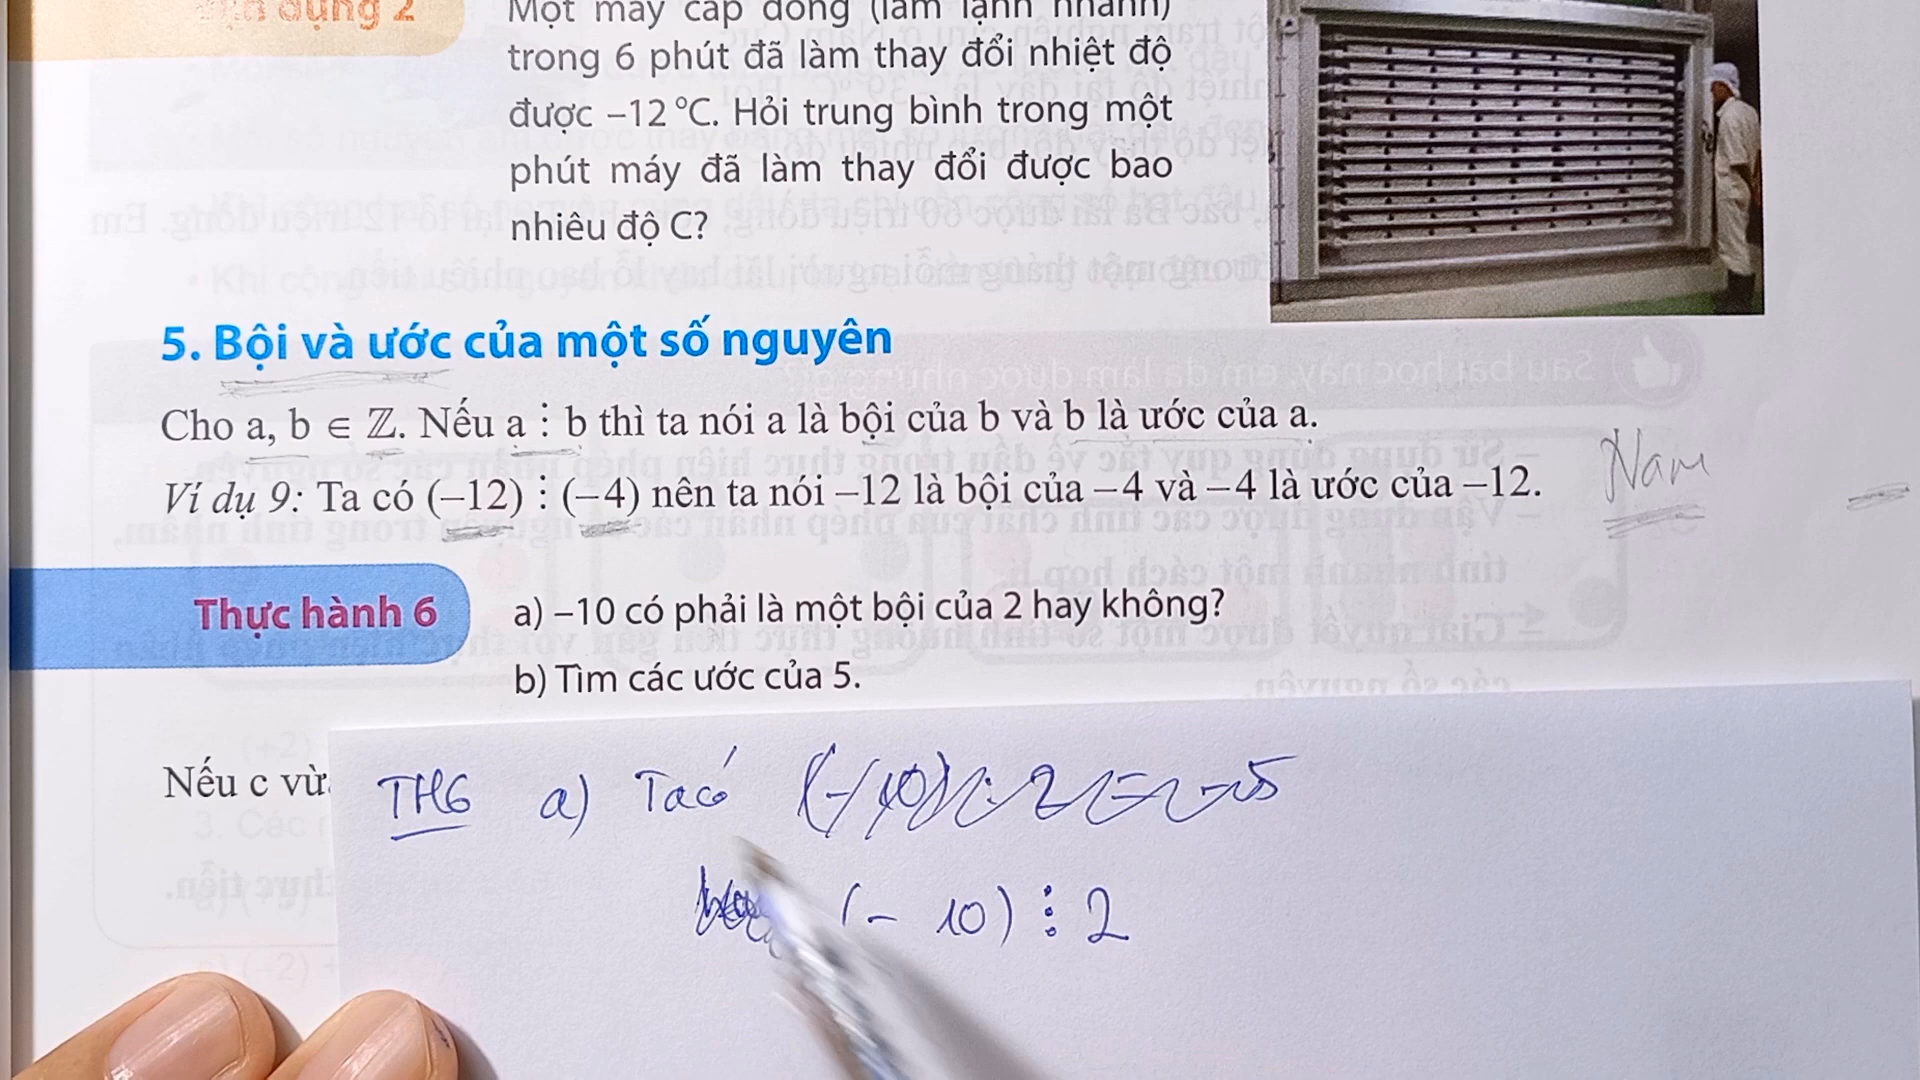 dụng 2
Một máy cấp đông (làm lạnh nhanh)
trong 6 phút đã làm thay đổi nhiệt độ
được –12 °C. Hỏi trung bình trong một
phút máy đã làm thay đổi được bao
nhiêu độ C?
5. Bội và ước của một số nguyên
Cho a, b ∈ ℤ. Nếu a ⋮ b thì ta nói a là bội của b và b là ước của a.
Ví dụ 9: Ta có (–12) ⋮ (–4) nên ta nói –12 là bội của –4 và –4 là ước của –12.
Nam
Thực hành 6
a) –10 có phải là một bội của 2 hay không?
b) Tìm các ước của 5.
Nếu c vừ
TH6 a) Ta có (-10) : 2 = -5
(- 10) ⋮ 2